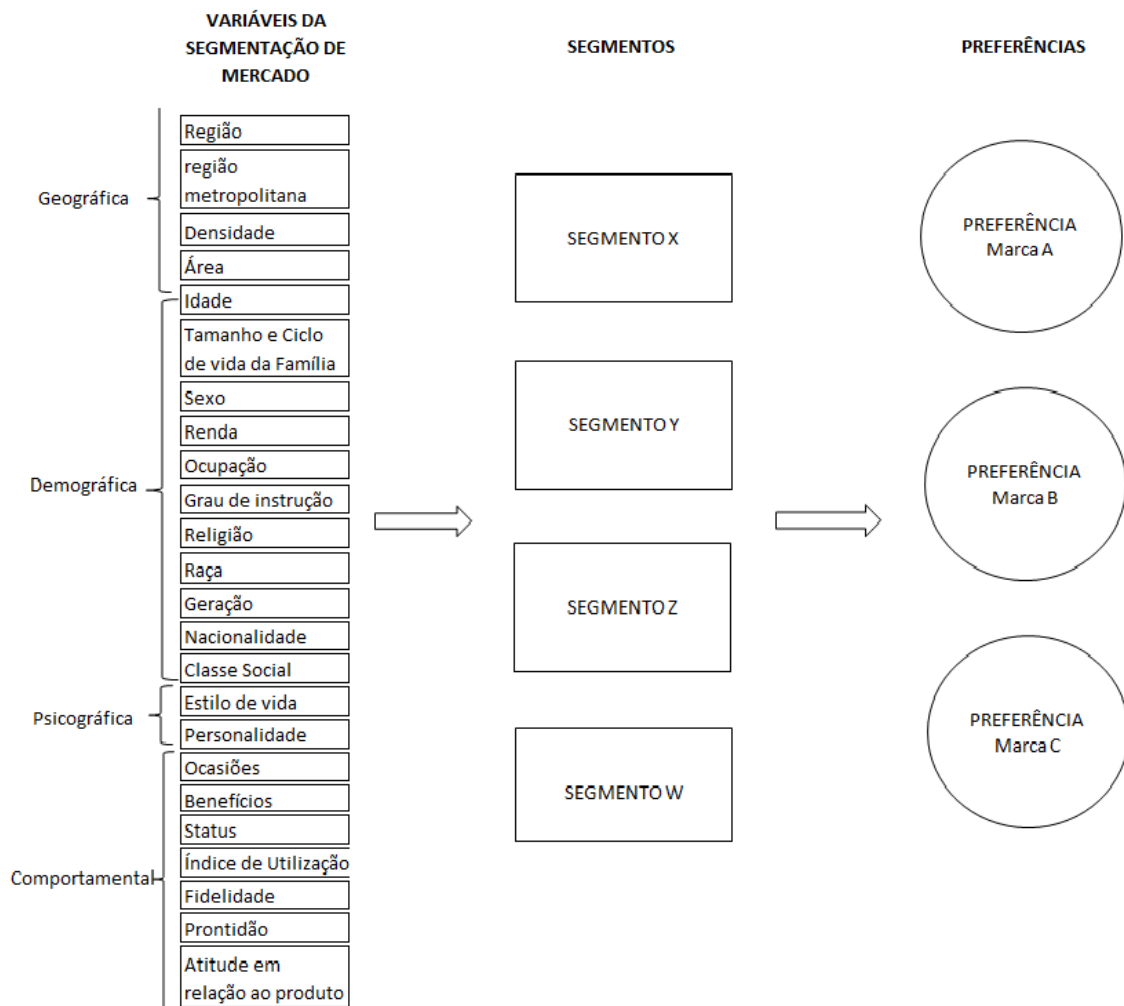 VARIÁVEIS DA
SEGMENTAÇÃO DE
MERCADO
SEGMENTOS
PREFERÊNCIAS
Geográfica
Região
região
metropolitana
Densidade
Área
Demográfica
Idade
Tamanho e Ciclo
de vida da Família
Sexo
Renda
Ocupação
Grau de instrução
Religião
Raça
Geração
Nacionalidade
Classe Social
Psicográfica
Estilo de vida
Personalidade
Comportamental
Ocasiões
Benefícios
Status
Índice de Utilização
Fidelidade
Prontidão
Atitude em
relação ao produto
SEGMENTO X
SEGMENTO Y
SEGMENTO Z
SEGMENTO W
PREFERÊNCIA
Marca A
PREFERÊNCIA
Marca B
PREFERÊNCIA
Marca C